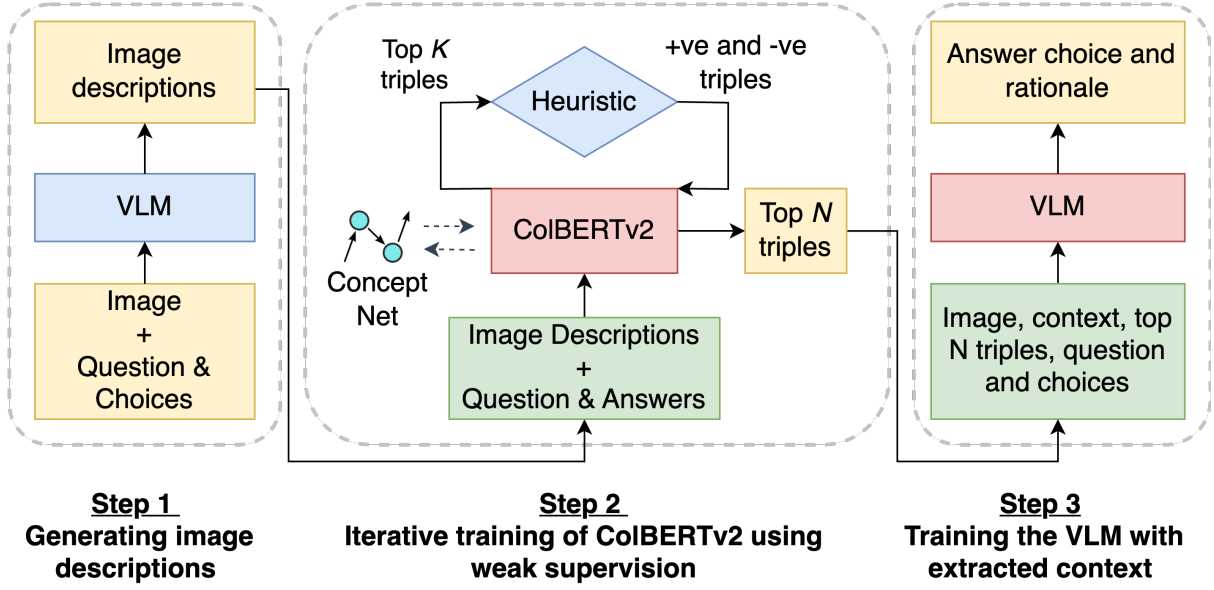 Image
descriptions
VLM
Image
+
Question &
Choices
Step 1
Generating image
descriptions
Top K
triples
Heuristic
+ve and -ve
triples
ColBERTv2
Top N
triples
Concept
Net
Image Descriptions
+
Question & Answers
Step 2
Iterative training of ColBERTv2 using
weak supervision
Answer choice and
rationale
VLM
Image, context, top
N triples, question
and choices
Step 3
Training the VLM with
extracted context